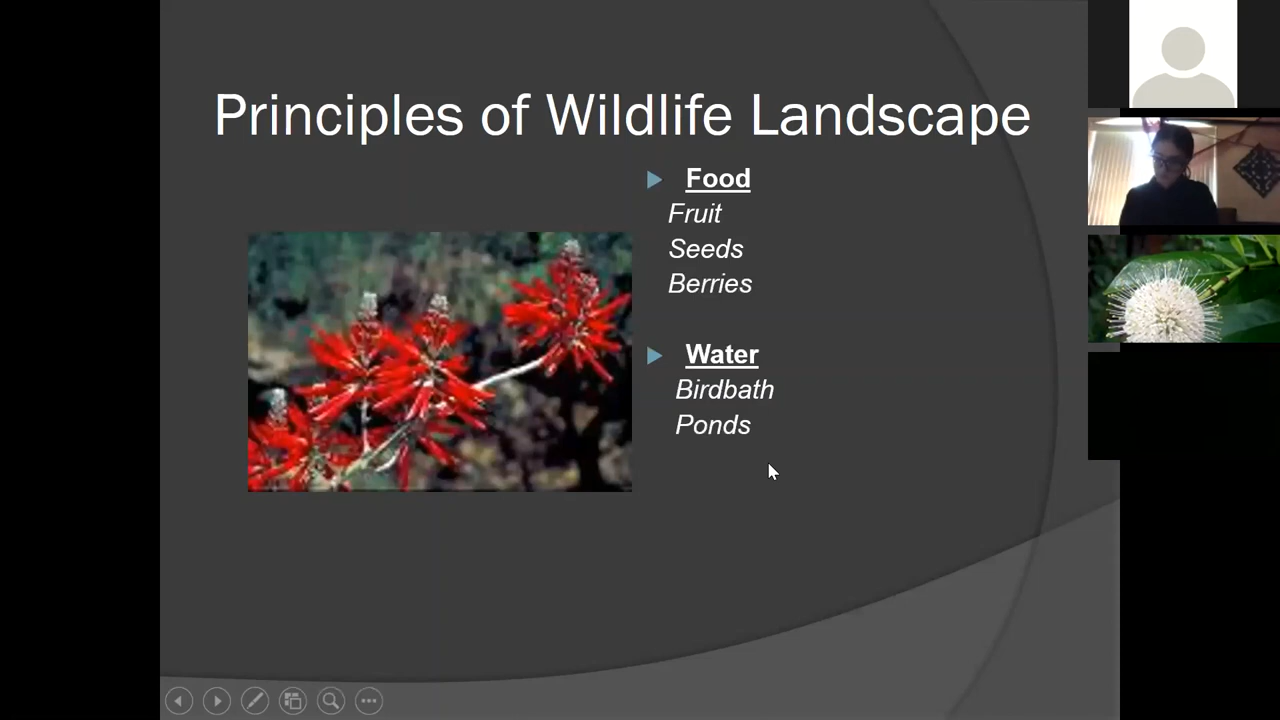 Principles of Wildlife Landscape
Food
Fruit
Seeds
Berries
Water
Birdbath
Ponds